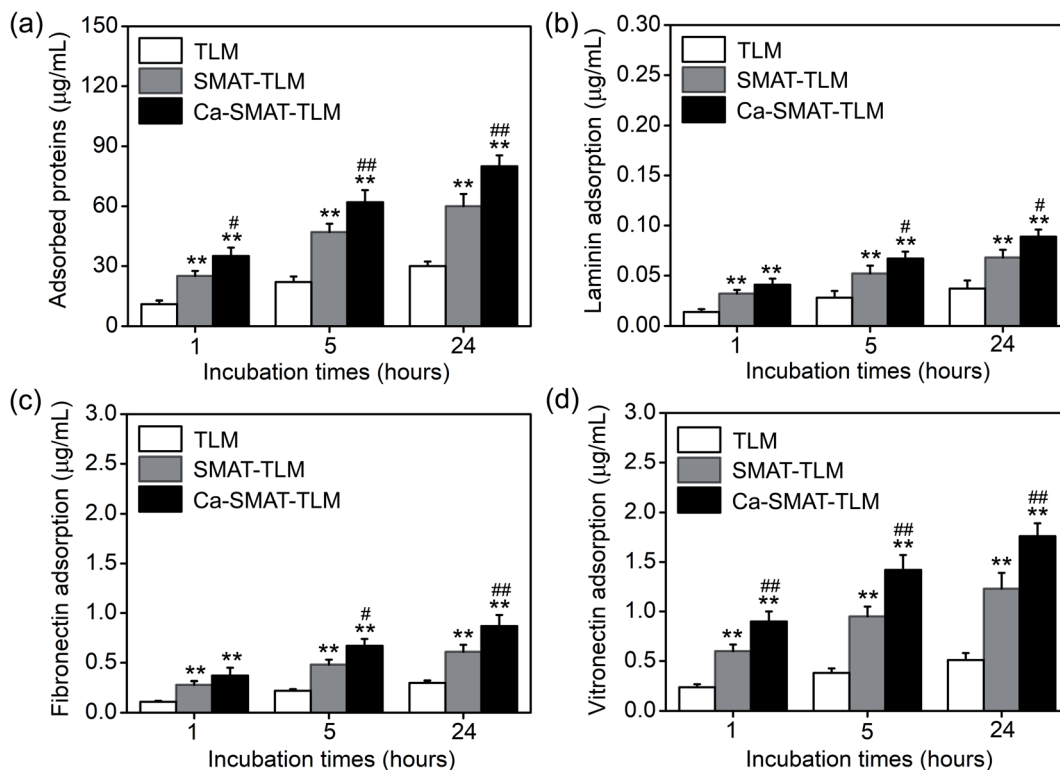 (a)
Adsorbed proteins (μg/mL)
150
120
90
60
30
0
TLM
SMAT-TLM
Ca-SMAT-TLM
** # **
** ## **
** ## **
1 5 24
Incubation times (hours)
(b)
Laminin adsorption (μg/mL)
0.30
0.25
0.20
0.15
0.10
0.05
0.00
TLM
SMAT-TLM
Ca-SMAT-TLM
** **
** # **
** # **
1 5 24
Incubation times (hours)
(c)
Fibronectin adsorption (μg/mL)
3.0
2.5
2.0
1.5
1.0
0.5
0.0
TLM
SMAT-TLM
Ca-SMAT-TLM
** **
** # **
** ## **
1 5 24
Incubation times (hours)
(d)
Vitronectin adsorption (μg/mL)
3.0
2.5
2.0
1.5
1.0
0.5
0.0
TLM
SMAT-TLM
Ca-SMAT-TLM
** ## **
** ## **
** ## **
1 5 24
Incubation times (hours)